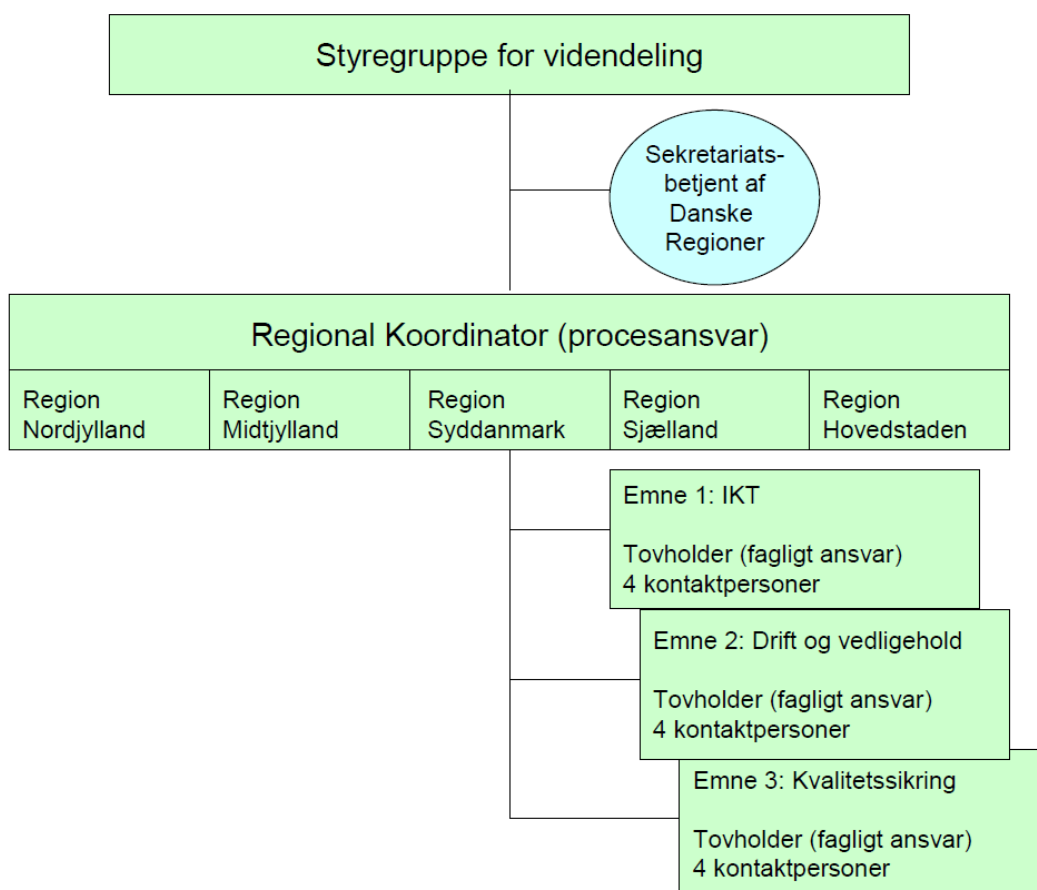 Styregruppe for videndeling
Sekretariats-
betjent af
Danske
Regioner
Regional Koordinator (procesansvar)
Region
Nordjylland
Region
Midtjylland
Region
Syddanmark
Region
Sjælland
Region
Hovedstaden
Emne 1: IKT
Tovholder (fagligt ansvar)
4 kontaktpersoner
Emne 2: Drift og vedligehold
Tovholder (fagligt ansvar)
4 kontaktpersoner
Emne 3: Kvalitetssikring
Tovholder (fagligt ansvar)
4 kontaktpersoner